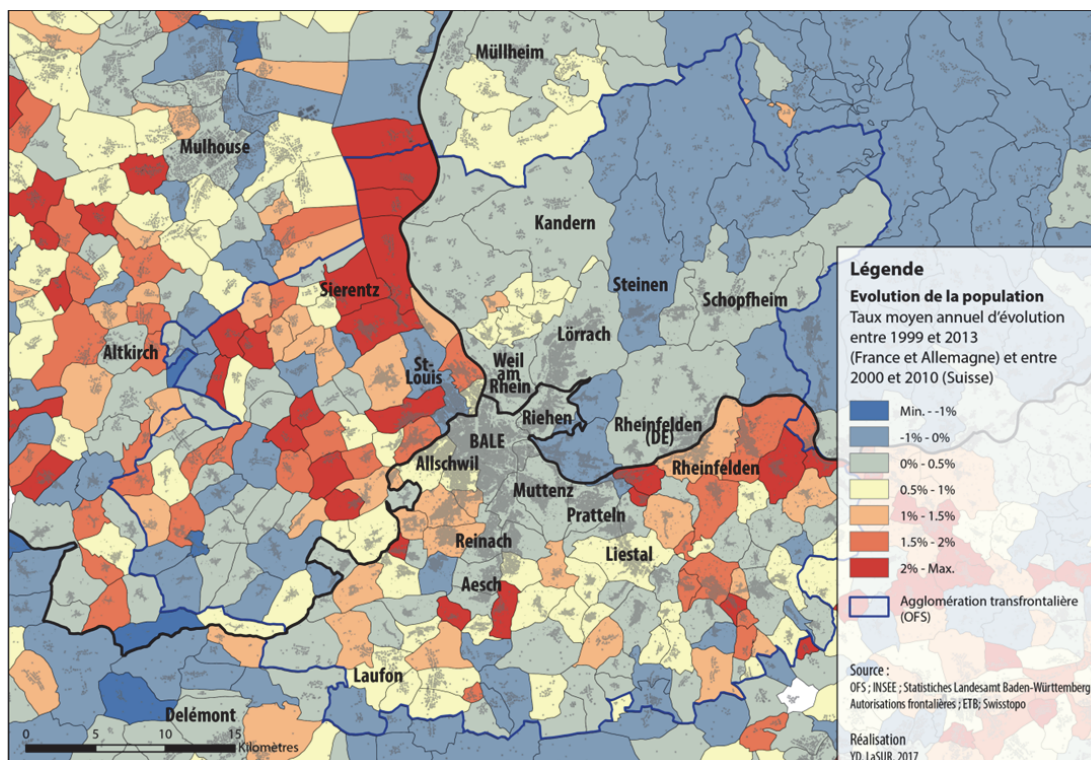 Müllheim
Mulhouse
Kandern
Sierentz
Steinen
Schopfheim
Altkirch
Lörrach
St-
Louis
Weil
am
Rhein
Riehen
Rheinfelden
(DE)
BALE
Allschwil
Rheinfelden
Muttenz
Pratteln
Reinach
Liestal
Aesch
Laufon
Delémont
0 5 10 15
Kilomètres
Légende
Evolution de la population
Taux moyen annuel d'évolution
entre 1999 et 2013
(France et Allemagne) et entre
2000 et 2010 (Suisse)
Min. - -1%
-1% - 0%
0% - 0.5%
0.5% - 1%
1% - 1.5%
1.5% - 2%
2% - Max.
Agglomération transfrontalière
(OFS)
Source :
OFS ; INSEE ; Statistiches Landesamt Baden-Württemberg
Autorisations frontalières ; ETB; Swisstopo
Réalisation
YD, LaSUR, 2017